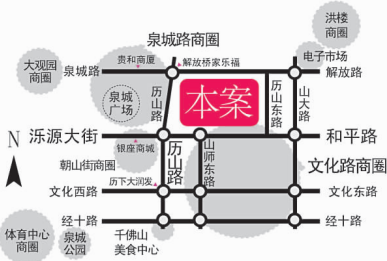 洪楼
商圈
泉城路商圈
贵和商厦
解放桥家乐福
电子市场
大观园
商圈
泉城路
解放路
泉城
广场
历山路
本案
历山东路
山大路
N
泺源大街
和平路
银座商城
历山路
山师东路
朝山街商圈
文化路商圈
历下大润发
文化西路
文化东路
经十路
经十路
体育中心
商圈
泉城
公园
千佛山
美食中心